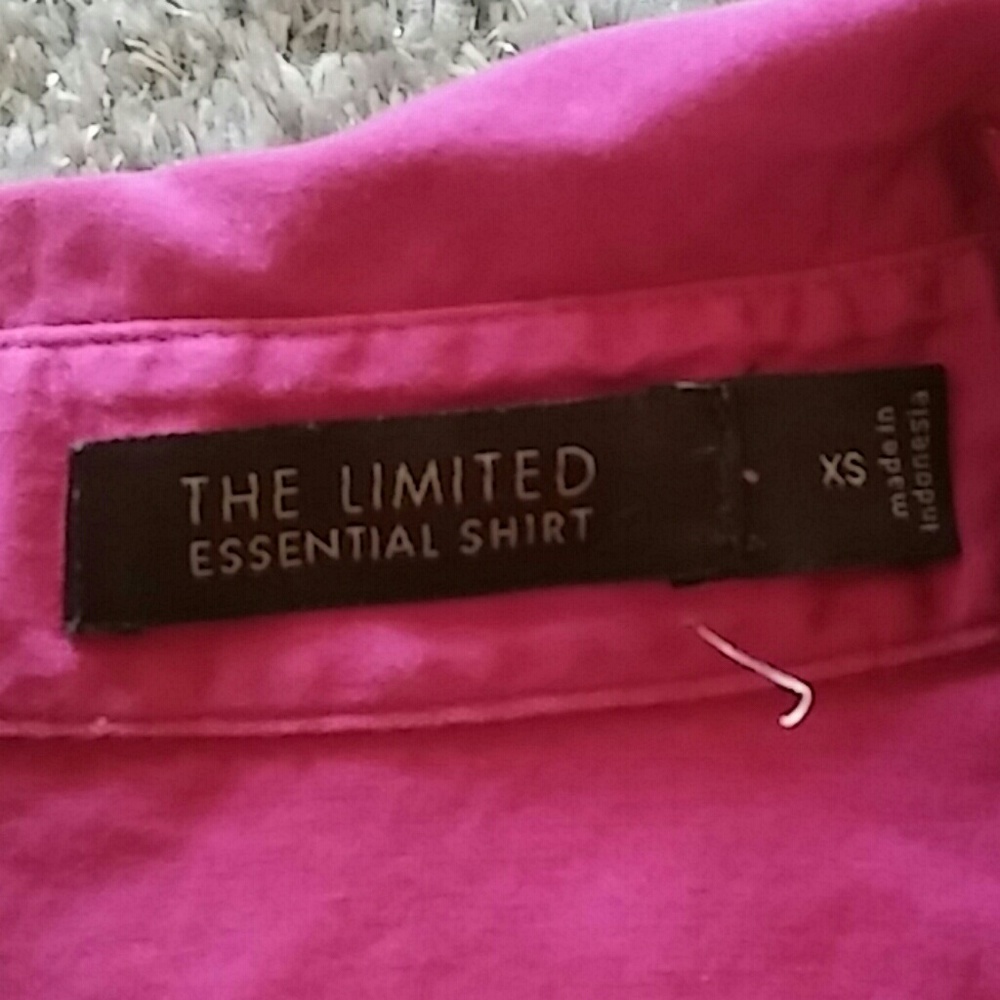 THE LIMITED
ESSENTIAL SHIRT
XS
made in
indonesia